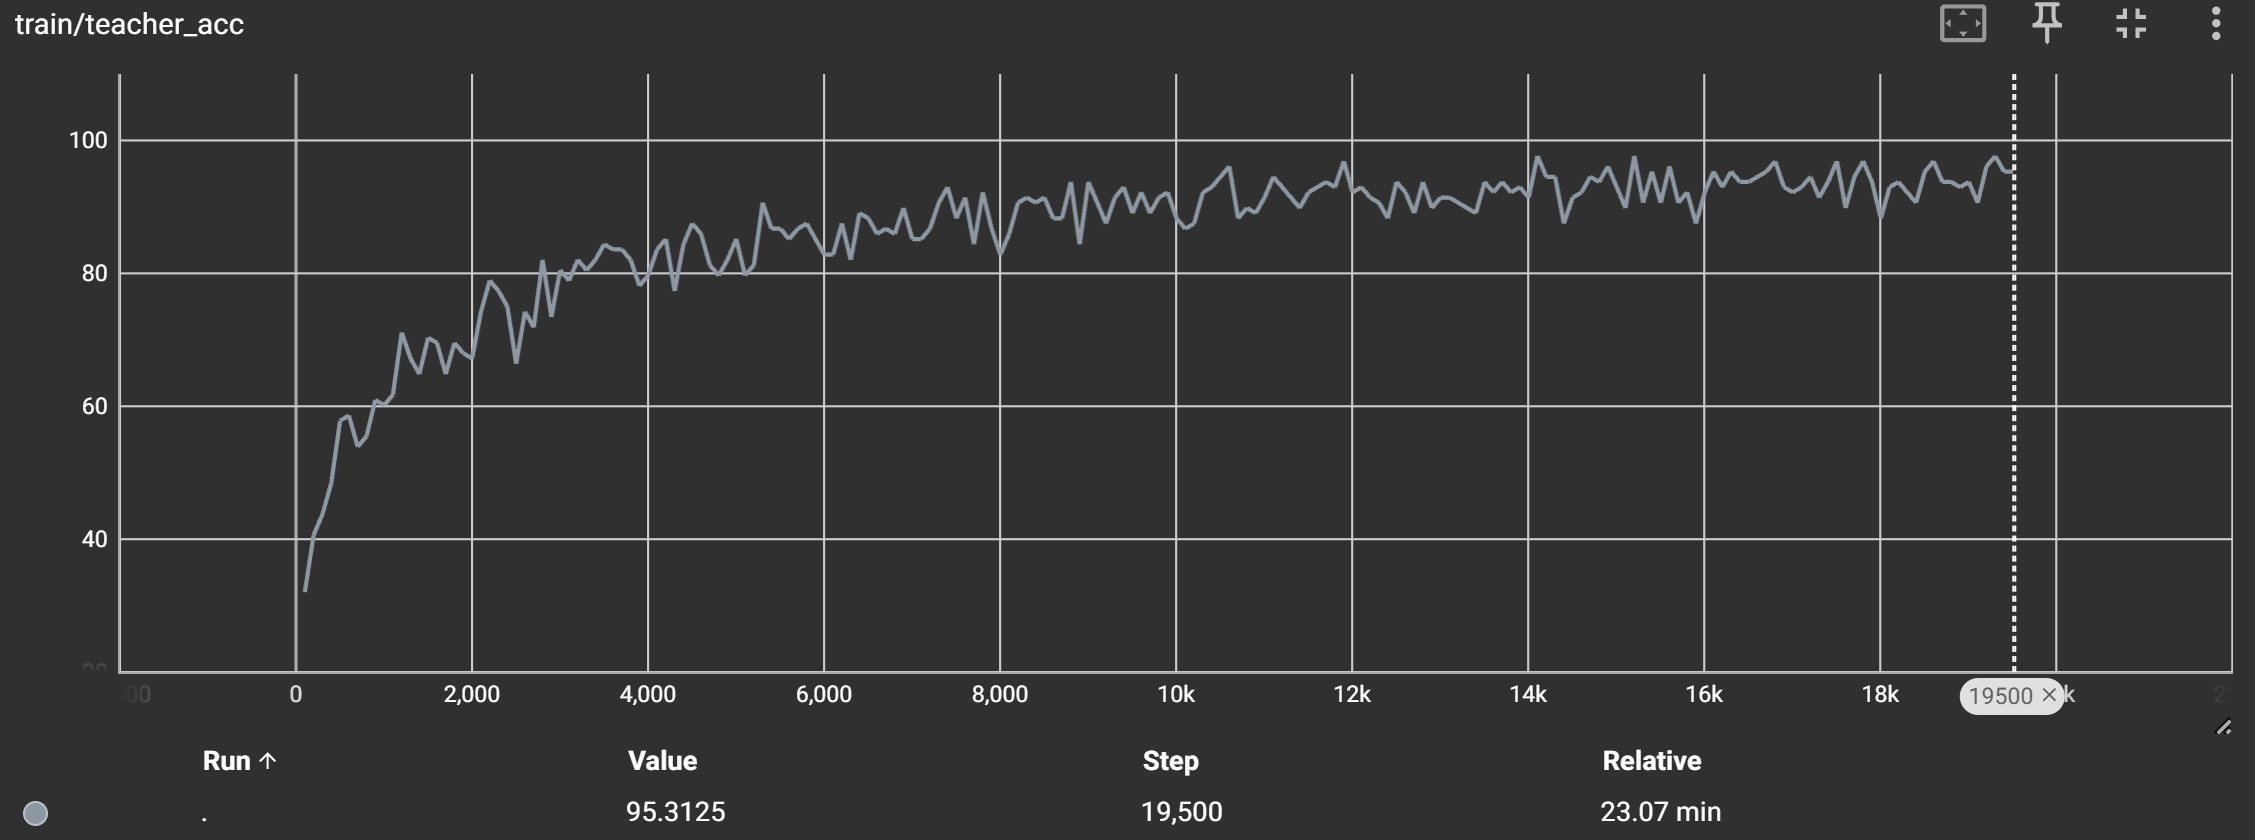 train/teacher_acc
100
80
60
40
0
2,000
4,000
6,000
8,000
10k
12k
14k
16k
18k
19500 ×
Run ↑ Value Step Relative
. 95.3125 19,500 23.07 min